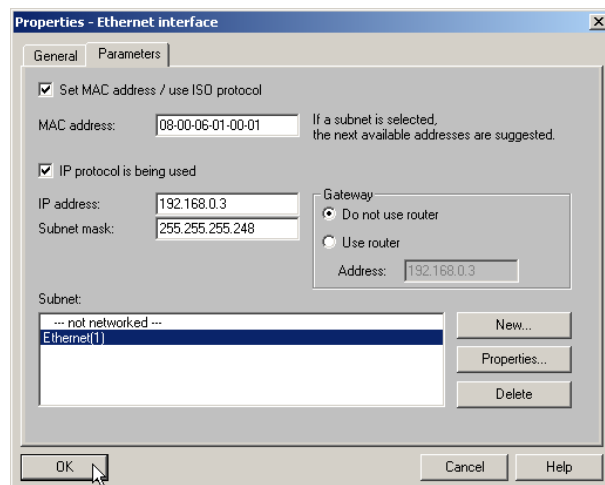 Properties - Ethernet interface
General
Parameters
Set MAC address / use ISO protocol
MAC address:
08-00-06-01-00-01
If a subnet is selected,
the next available addresses are suggested.
IP protocol is being used
IP address:
192.168.0.3
Subnet mask:
255.255.255.248
Gateway
Do not use router
Use router
Address:
192.168.0.3
Subnet:
--- not networked ---
Ethernet(1)
New...
Properties...
Delete
OK
Cancel
Help